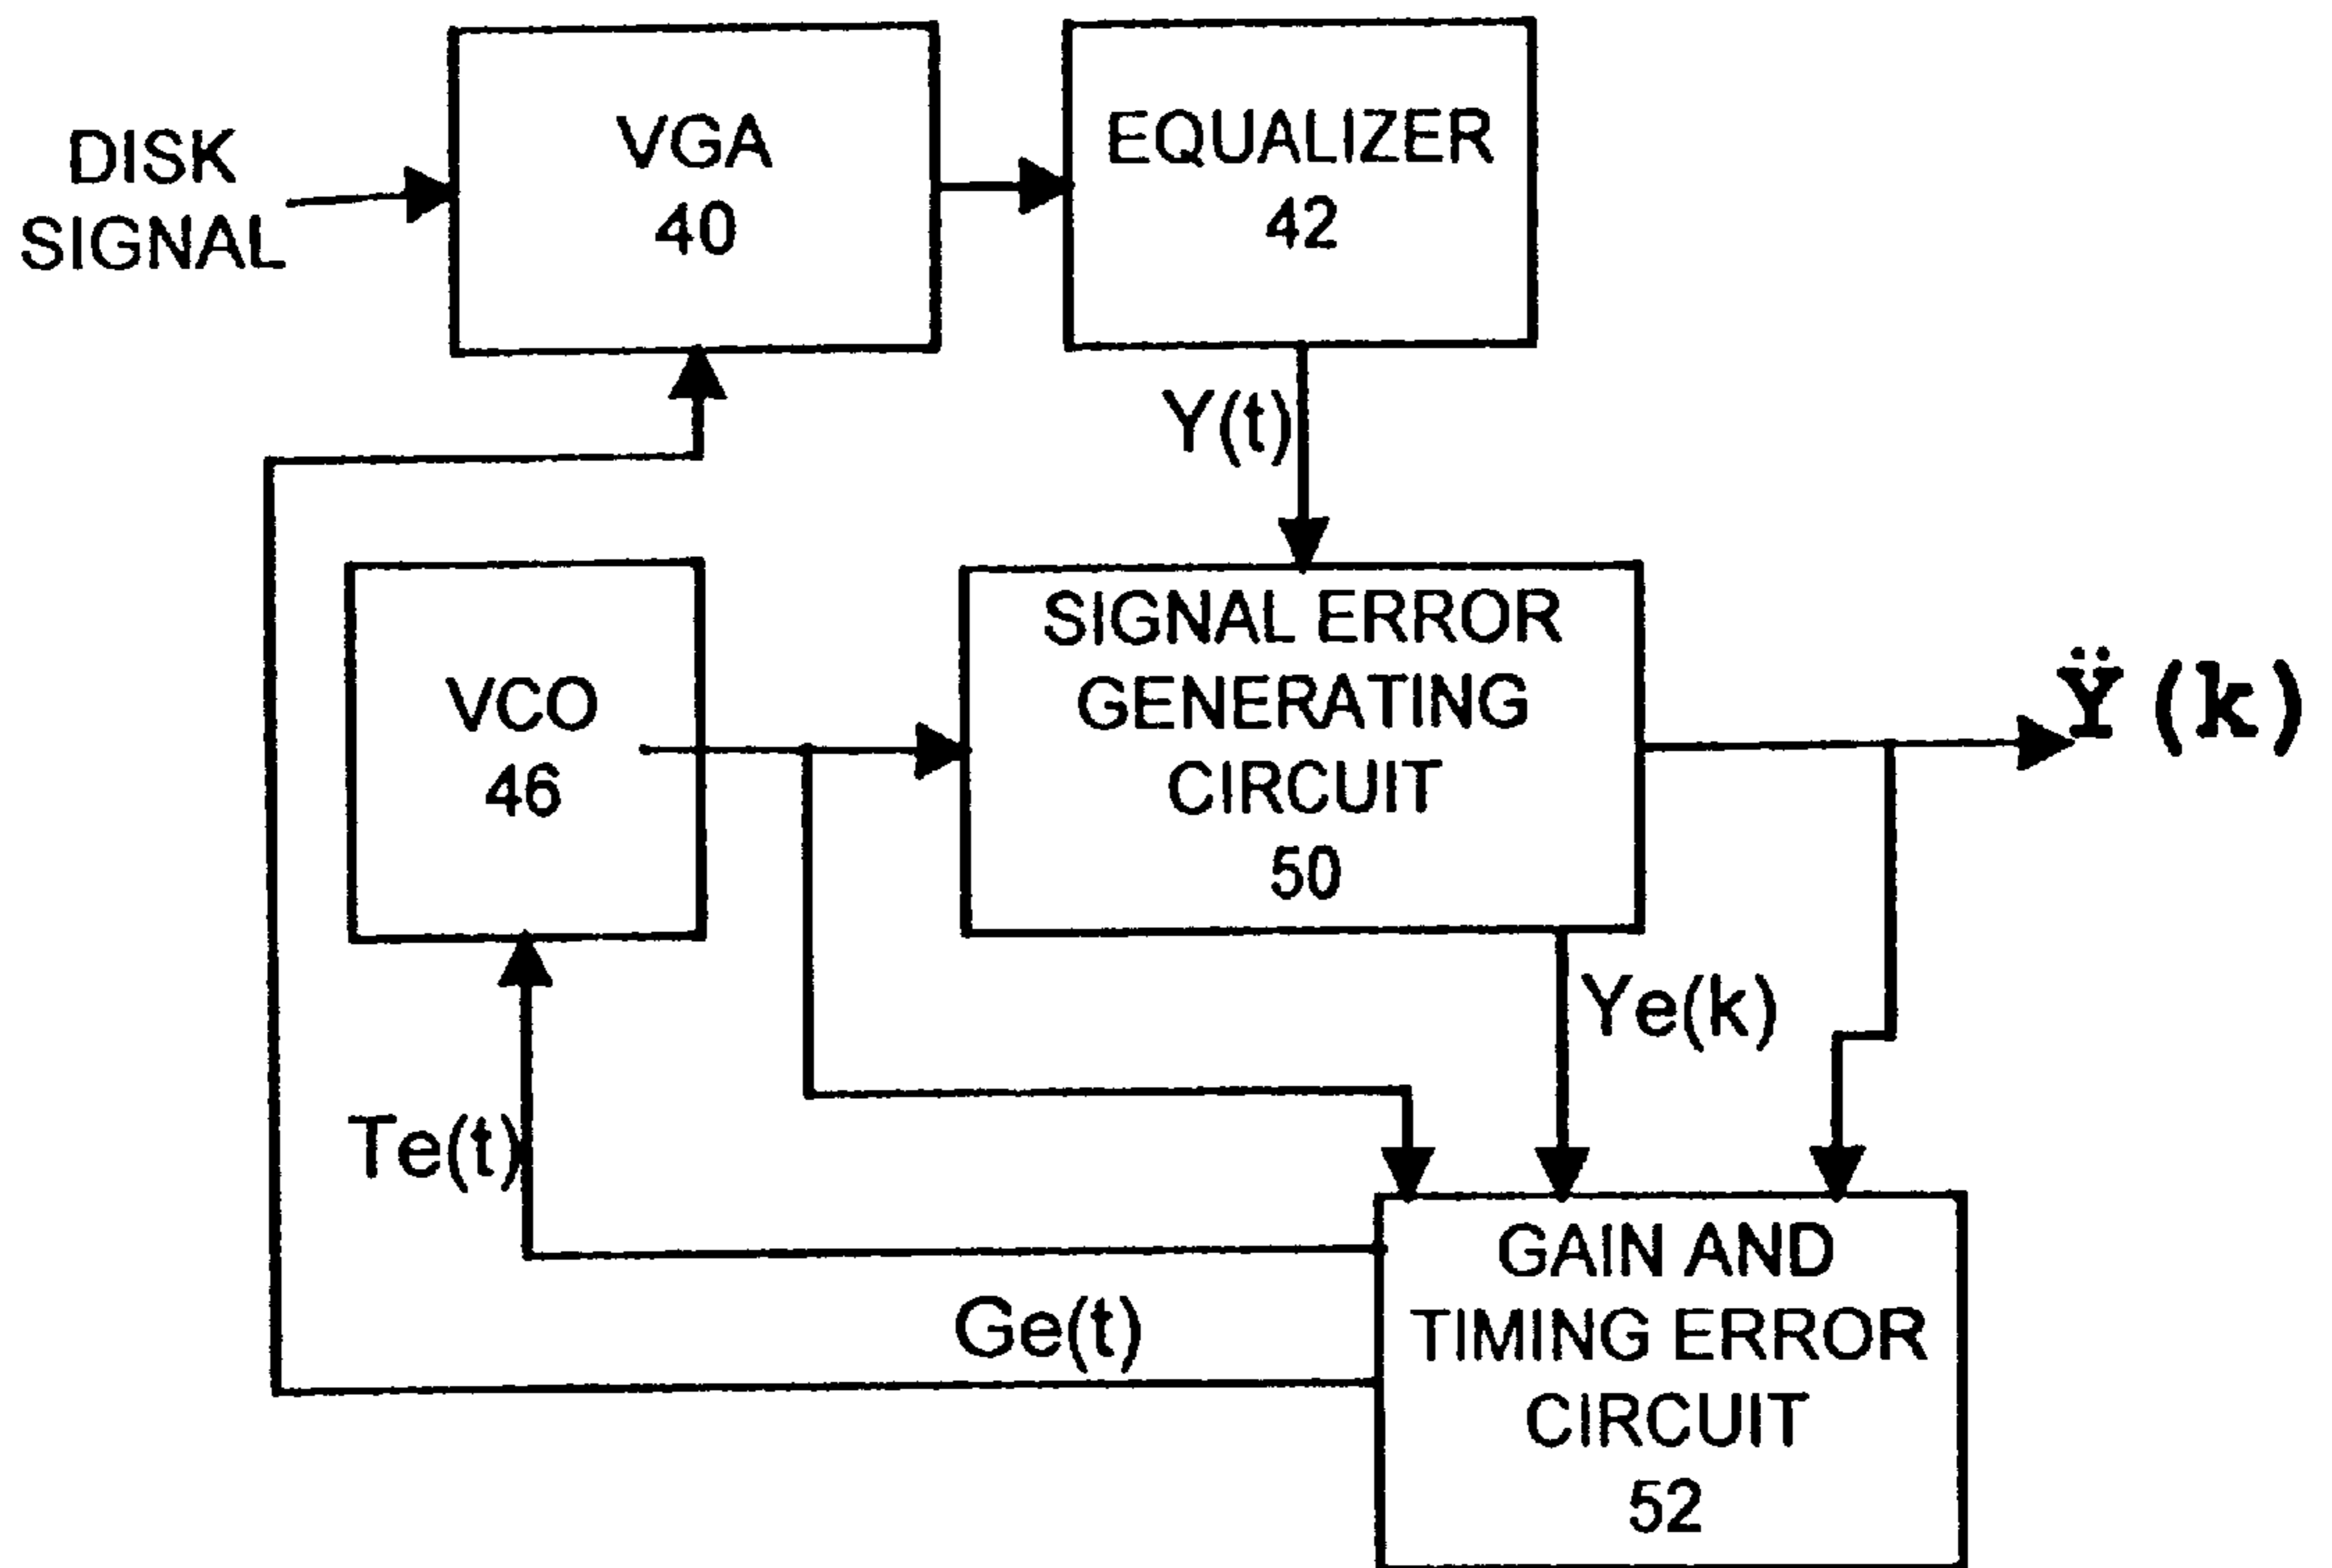 DISK
SIGNAL
VGA
40
EQUALIZER
42
Y(t)
VCO
46
SIGNAL ERROR
GENERATING
CIRCUIT
50
Ÿ(k)
Ye(k)
Te(t)
Ge(t)
GAIN AND
TIMING ERROR
CIRCUIT
52